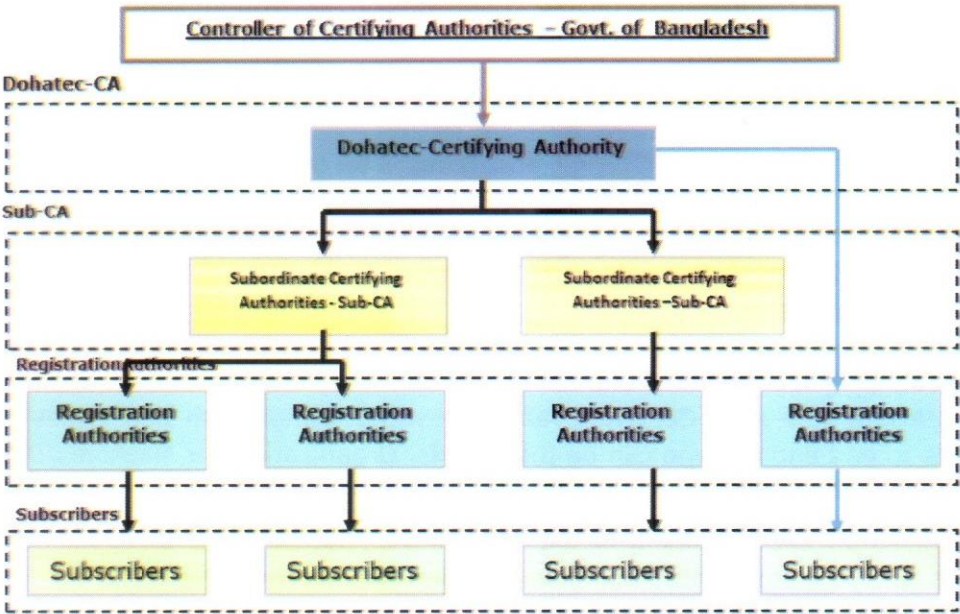 Controller of Certifying Authorities – Govt. of Bangladesh
Dohatec-CA
Dohatec-Certifying Authority
Sub-CA
Subordinate Certifying
Authorities - Sub-CA
Subordinate Certifying
Authorities –Sub-CA
Registration Authorities
Registration
Authorities
Registration
Authorities
Registration
Authorities
Registration
Authorities
Subscribers
Subscribers
Subscribers
Subscribers
Subscribers